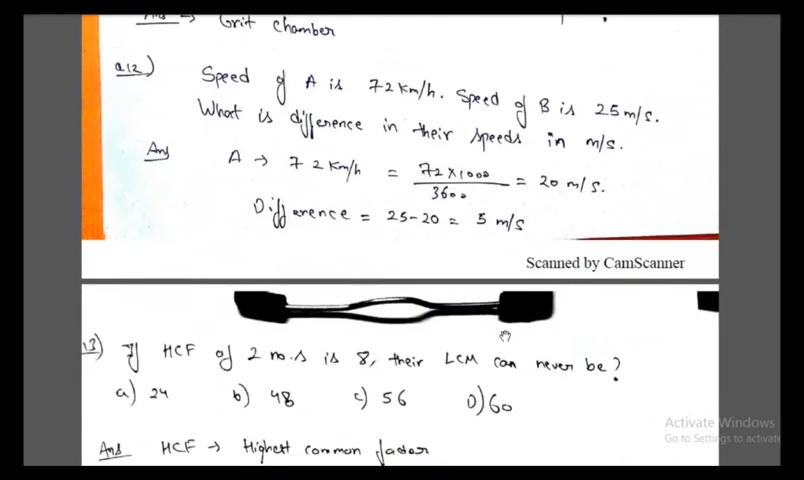 Ans → Grit chamber
Q12) Speed of A is 72 km/h. Speed of B is 25 m/s.
What is difference in their speeds in m/s.
Ans A → 72 km/h = 72×1000 / 3600 = 20 m/s.
Difference = 25-20 = 5 m/s
Scanned by CamScanner
13) If HCF of 2 no.s is 8, their LCM can never be?
a) 24 b) 48 c) 56 D) 60
Activate Windows
Go to Settings to activate
Ans HCF → Highest common factor